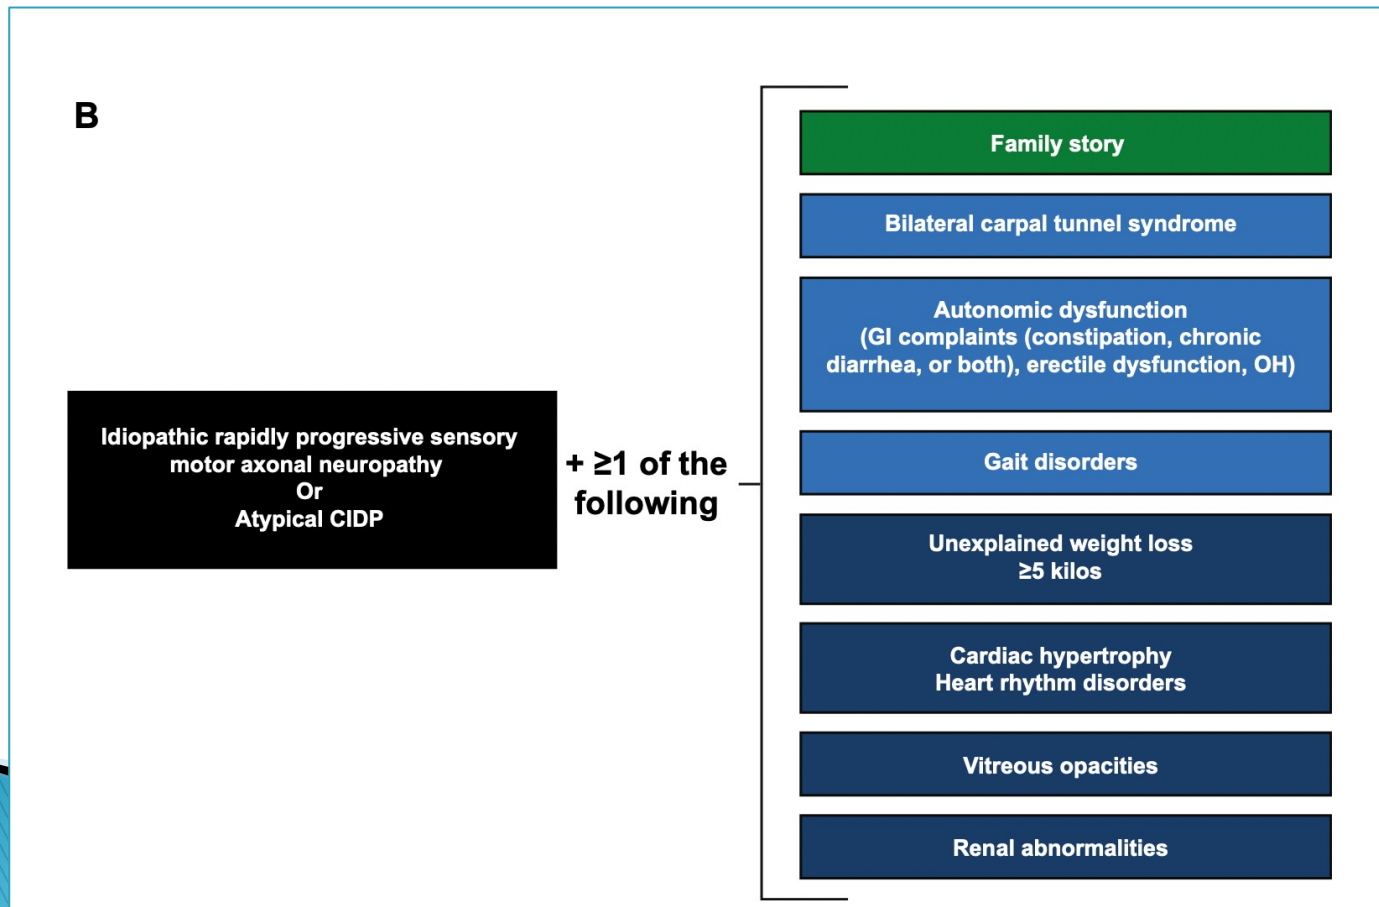 B
Idiopathic rapidly progressive sensory
motor axonal neuropathy
Or
Atypical CIDP
+ ≥1 of the
following
Family story
Bilateral carpal tunnel syndrome
Autonomic dysfunction
(GI complaints (constipation, chronic
diarrhea, or both), erectile dysfunction, OH)
Gait disorders
Unexplained weight loss
≥5 kilos
Cardiac hypertrophy
Heart rhythm disorders
Vitreous opacities
Renal abnormalities